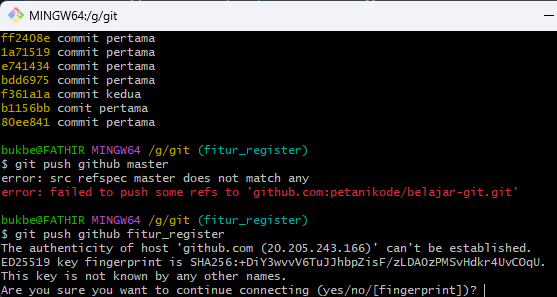 MINGW64:/g/git
ff2408e commit pertama
1a71519 commit pertama
e741434 commit pertama
bdd6975 commit pertama
f361a1a commit kedua
b1156bb comit pertama
80ee841 commit pertama
bukbe@FATHIR MINGW64 /g/git (fitur_register)
$ git push github master
error: src refspec master does not match any
error: failed to push some refs to 'github.com:petanikode/belajar-git.git'
bukbe@FATHIR MINGW64 /g/git (fitur_register)
$ git push github fitur_register
The authenticity of host 'github.com (20.205.243.166)' can't be established.
ED25519 key fingerprint is SHA256:+DiY3wvvV6TuJJhbpZisF/zLDA0zPMSvHdkr4UvCOqU.
This key is not known by any other names.
Are you sure you want to continue connecting (yes/no/[fingerprint])?